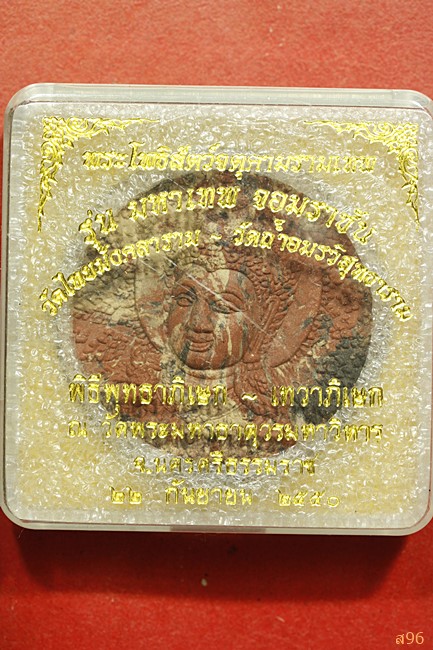 พระโพธิสัตว์จตุคามรามเทพ
รุ่น มหาเทพ จอมราชัน
วัดไทยมังคลาราม ~ วัดถ้ำอมรวิสุทธาราม
พิธีพุทธาภิเษก ~ เทวาภิเษก
ณ วัดพระมหาธาตุวรมหาวิหาร
จ.นครศรีธรรมราช
๒๒ กันยายน ๒๕๕๐
ส96